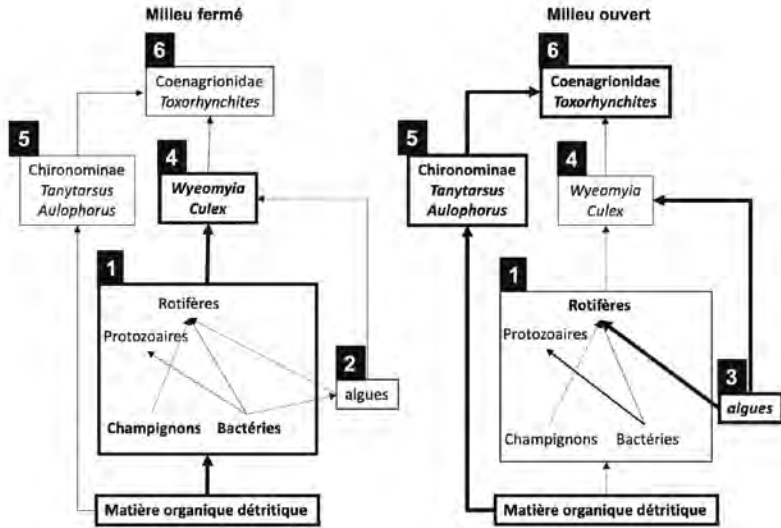 Milieu fermé
6
Coenagrionidae
Toxorhynchites
5
Chironominae
Tanytarsus
Aulophorus
4
Wyeomyia
Culex
1
Rotifères
Protozoaires
2
algues
Champignons Bactéries
Matière organique détritique
Milieu ouvert
6
Coenagrionidae
Toxorhynchites
5
Chironominae
Tanytarsus
Aulophorus
4
Wyeomyia
Culex
1
Rotifères
Protozoaires
3
algues
Champignons Bactéries
Matière organique détritique